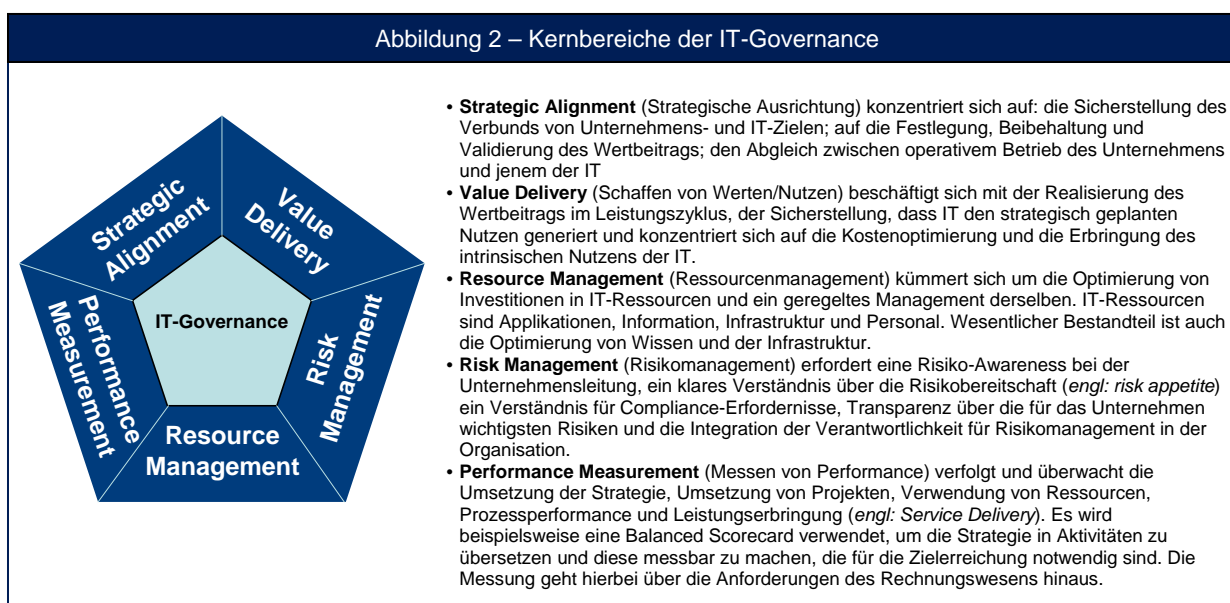 Abbildung 2 – Kernbereiche der IT-Governance
Strategic
Alignment
Value
Delivery
Performance
Measurement
IT-Governance
Risk
Management
Resource
Management
• Strategic Alignment (Strategische Ausrichtung) konzentriert sich auf: die Sicherstellung des
Verbunds von Unternehmens- und IT-Zielen; auf die Festlegung, Beibehaltung und
Validierung des Wertbeitrags; den Abgleich zwischen operativem Betrieb des Unternehmens
und jenem der IT
• Value Delivery (Schaffen von Werten/Nutzen) beschäftigt sich mit der Realisierung des
Wertbeitrags im Leistungszyklus, der Sicherstellung, dass IT den strategisch geplanten
Nutzen generiert und konzentriert sich auf die Kostenoptimierung und die Erbringung des
intrinsischen Nutzens der IT.
• Resource Management (Ressourcenmanagement) kümmert sich um die Optimierung von
Investitionen in IT-Ressourcen und ein geregeltes Management derselben. IT-Ressourcen
sind Applikationen, Information, Infrastruktur und Personal. Wesentlicher Bestandteil ist auch
die Optimierung von Wissen und der Infrastruktur.
• Risk Management (Risikomanagement) erfordert eine Risiko-Awareness bei der
Unternehmensleitung, ein klares Verständnis über die Risikobereitschaft (engl: risk appetite)
ein Verständnis für Compliance-Erfordernisse, Transparenz über die für das Unternehmen
wichtigsten Risiken und die Integration der Verantwortlichkeit für Risikomanagement in der
Organisation.
• Performance Measurement (Messen von Performance) verfolgt und überwacht die
Umsetzung der Strategie, Umsetzung von Projekten, Verwendung von Ressourcen,
Prozessperformance und Leistungserbringung (engl: Service Delivery). Es wird
beispielsweise eine Balanced Scorecard verwendet, um die Strategie in Aktivitäten zu
übersetzen und diese messbar zu machen, die für die Zielerreichung notwendig sind. Die
Messung geht hierbei über die Anforderungen des Rechnungswesens hinaus.